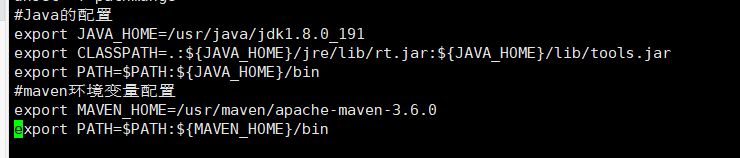 #Java的配置
export JAVA_HOME=/usr/java/jdk1.8.0_191
export CLASSPATH=.:${JAVA_HOME}/jre/lib/rt.jar:${JAVA_HOME}/lib/tools.jar
export PATH=$PATH:${JAVA_HOME}/bin
#maven环境变量配置
export MAVEN_HOME=/usr/maven/apache-maven-3.6.0
export PATH=$PATH:${MAVEN_HOME}/bin